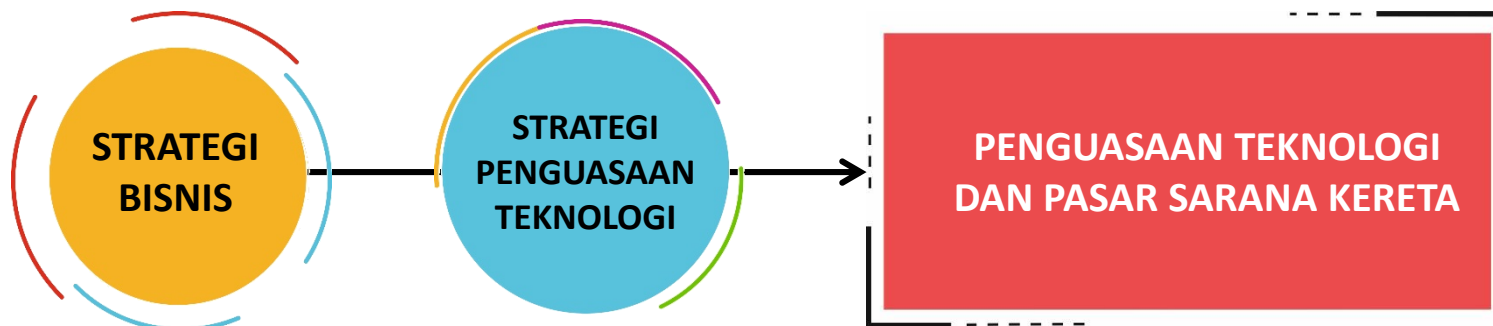 STRATEGI
BISNIS
STRATEGI
PENGUASAAN
TEKNOLOGI
PENGUASAAN TEKNOLOGI
DAN PASAR SARANA KERETA